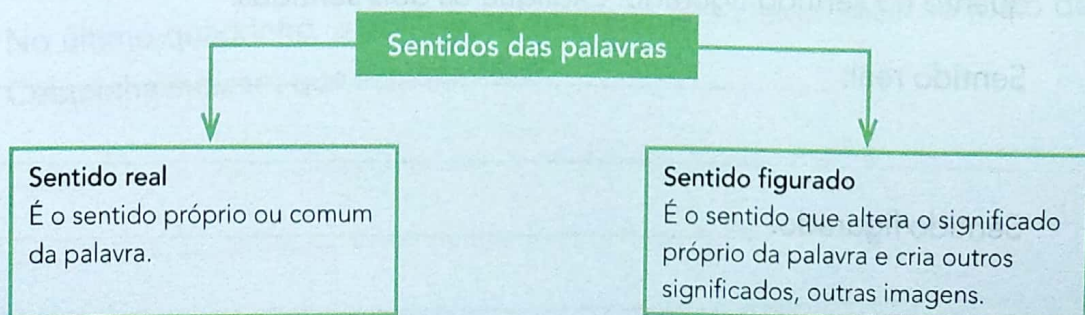 Sentidos das palavras
Sentido real
É o sentido próprio ou comum
da palavra.
Sentido figurado
É o sentido que altera o significado
próprio da palavra e cria outros
significados, outras imagens.